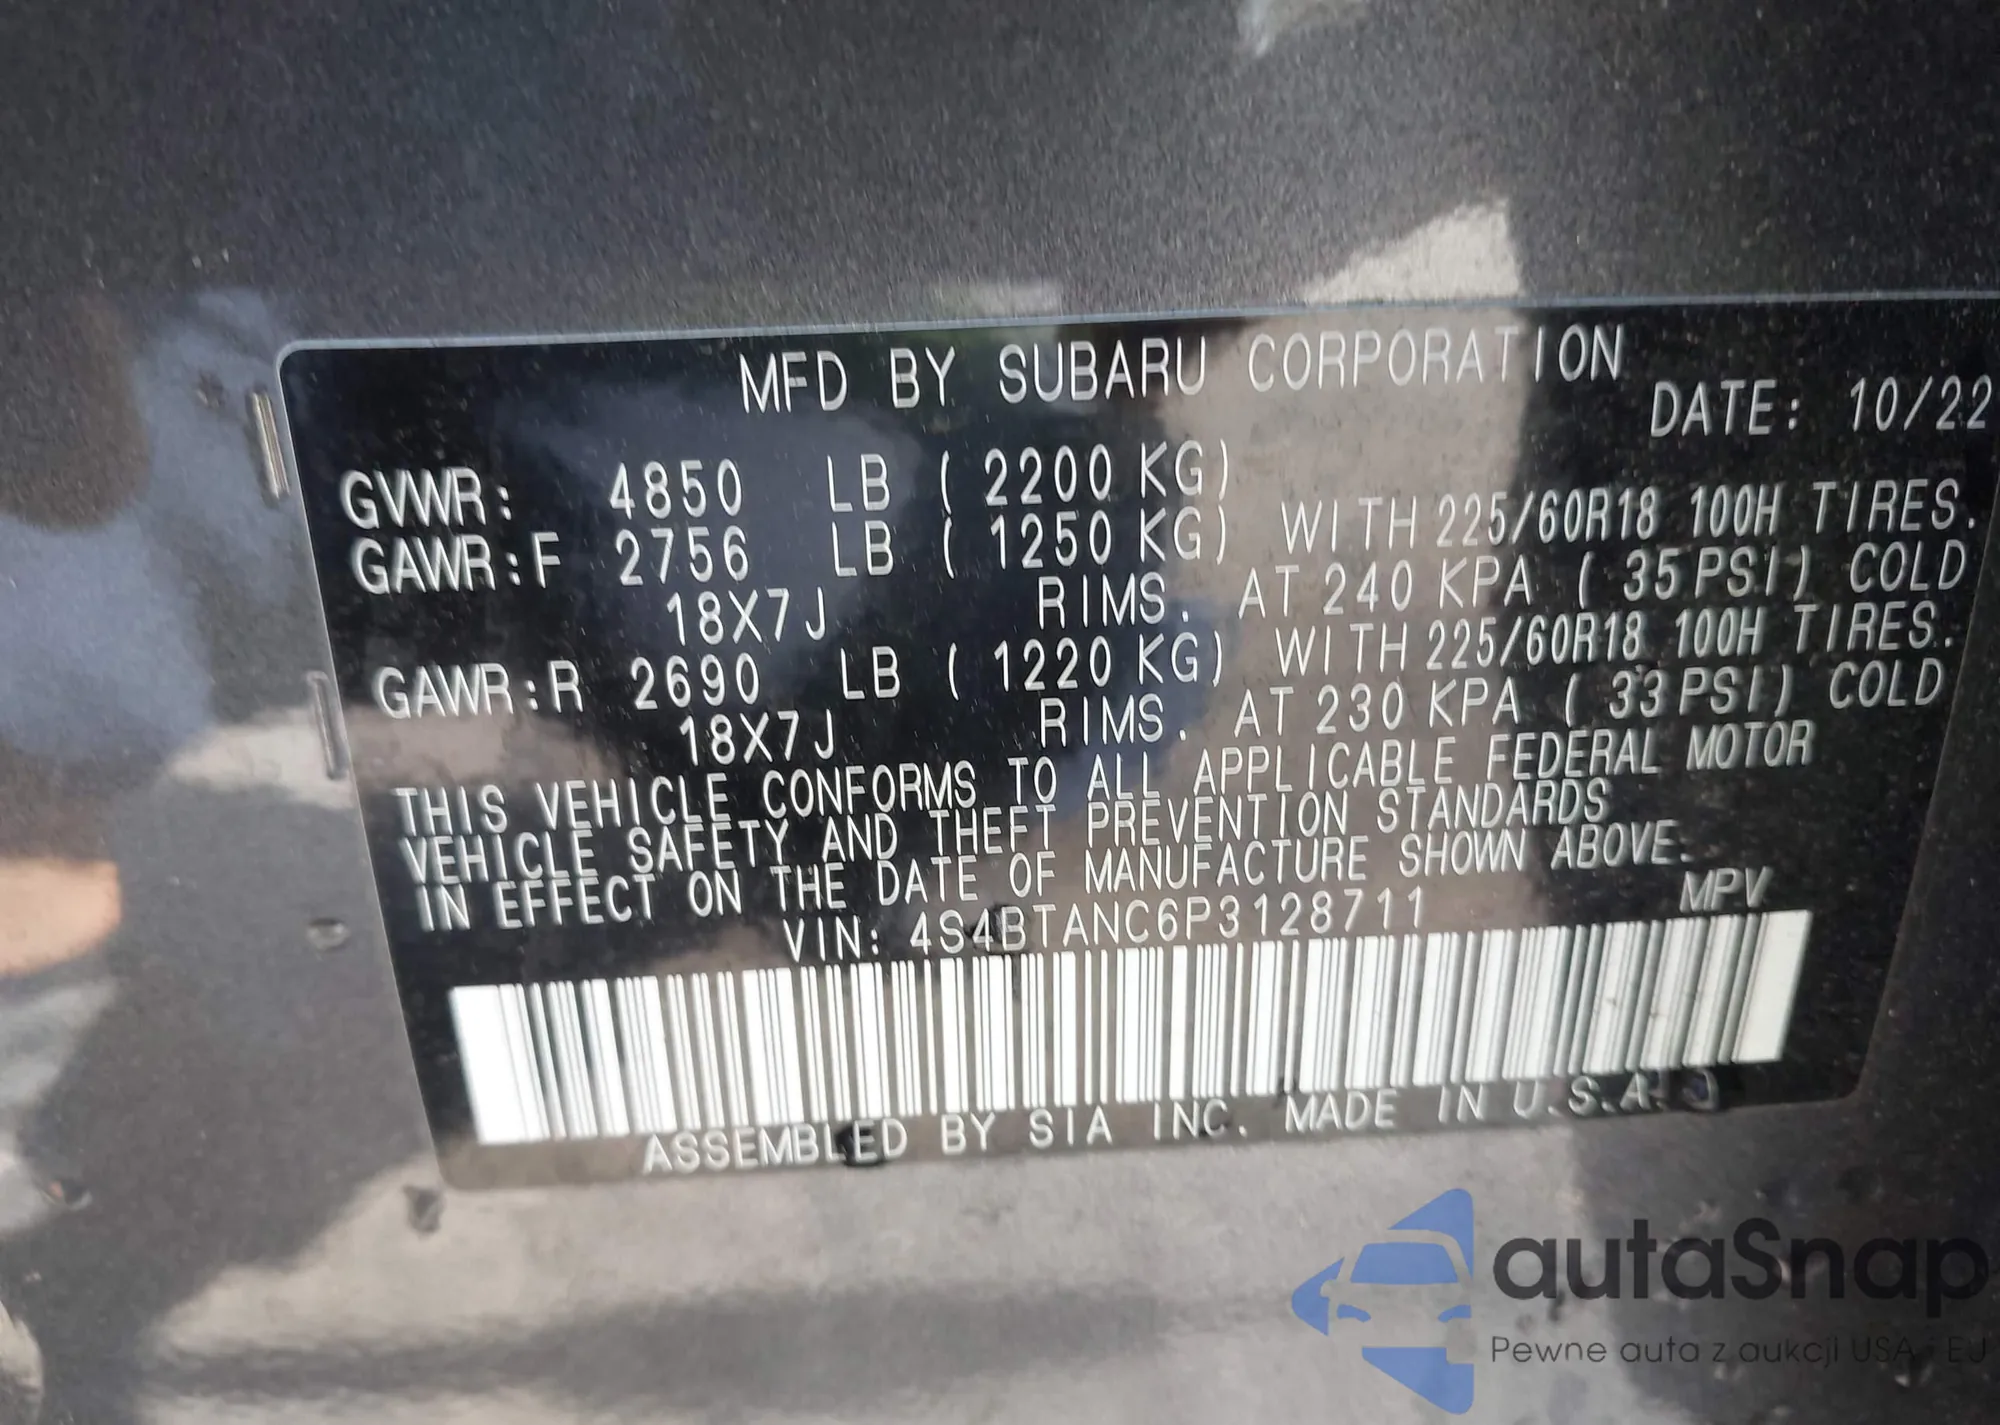 MFD BY SUBARU CORPORATION
DATE: 10/22
GVWR: 4850 LB ( 2200 KG)
GAWR:F 2756 LB ( 1250 KG) WITH 225/60R18 100H TIRES.
18X7J RIMS. AT 240 KPA ( 35 PSI) COLD
GAWR:R 2690 LB ( 1220 KG) WITH 225/60R18 100H TIRES.
18X7J RIMS. AT 230 KPA ( 33 PSI) COLD
THIS VEHICLE CONFORMS TO ALL APPLICABLE FEDERAL MOTOR
VEHICLE SAFETY AND THEFT PREVENTION STANDARDS
IN EFFECT ON THE DATE OF MANUFACTURE SHOWN ABOVE.
VIN: 4S4BTANC6P3128711 MPV
ASSEMBLED BY SIA INC. MADE IN U.S.A.
autaSnap
Pewne auta z aukcji USA - EU